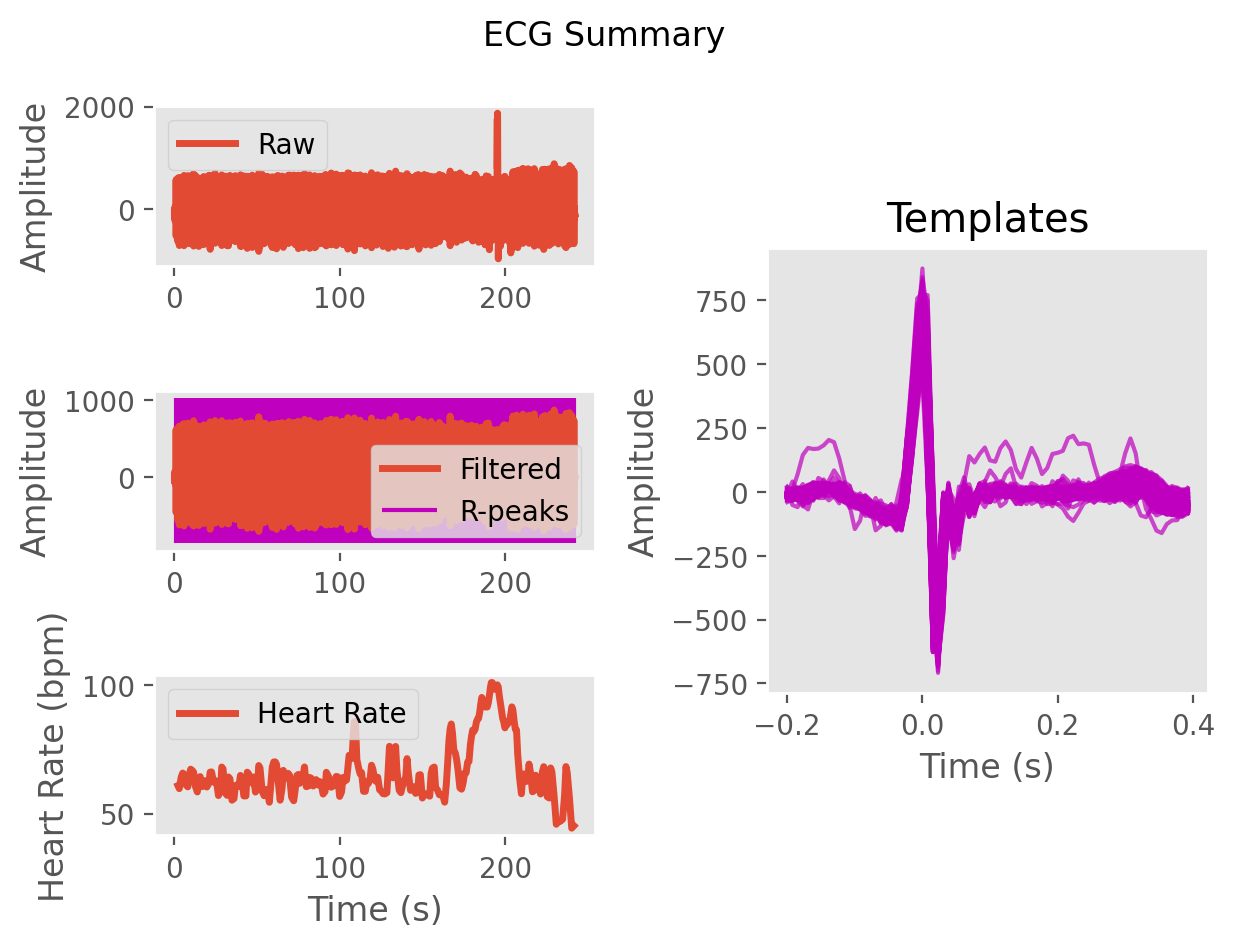 ECG Summary
Amplitude
2000
0
Raw
0 100 200
Amplitude
1000
0
Filtered
R-peaks
0 100 200
Heart Rate (bpm)
100
50
Heart Rate
0 100 200
Time (s)
Templates
Amplitude
750
500
250
0
−250
−500
−750
−0.2 0.0 0.2 0.4
Time (s)